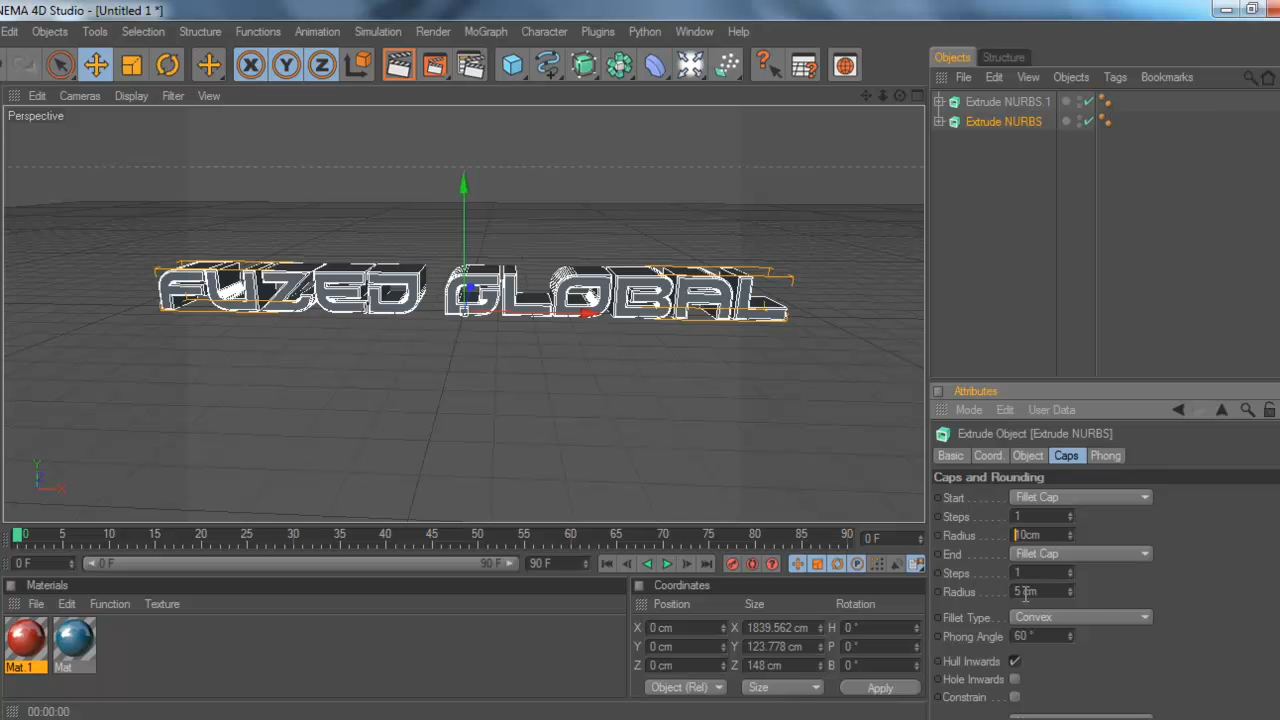 NEMA 4D Studio - [Untitled 1 *]
Edit Objects Tools Selection Structure Functions Animation Simulation Render MoGraph Character Plugins Python Window Help
X Y Z
Objects Structure
File Edit View Objects Tags Bookmarks
Edit Cameras Display Filter View
Extrude NURBS 1
Perspective
Extrude NURBS
FUZED GLOBAL
Y
X
Attributes
Mode Edit User Data
Extrude Object [Extrude NURBS]
Basic Coord. Object Caps Phong
Caps and Rounding
Start Fillet Cap
Steps 1
Radius 10cm
End Fillet Cap
Steps 1
Radius 5 cm
Fillet Type Convex
Phong Angle 60 °
Hull Inwards
Hole Inwards
Constrain
0 5 10 15 20 25 30 35 40 45 50 55 60 65 70 75 80 85 90 0 F
0 F 0 F 90 F 90 F P
Materials
File Edit Function Texture
Mat.1 Mat
Coordinates
Position Size Rotation
X 0 cm X 1839.562 cm H 0 °
Y 0 cm Y 123.778 cm P 0 °
Z 0 cm Z 148 cm B 0 °
Object (Rel) Size Apply
00:00:00